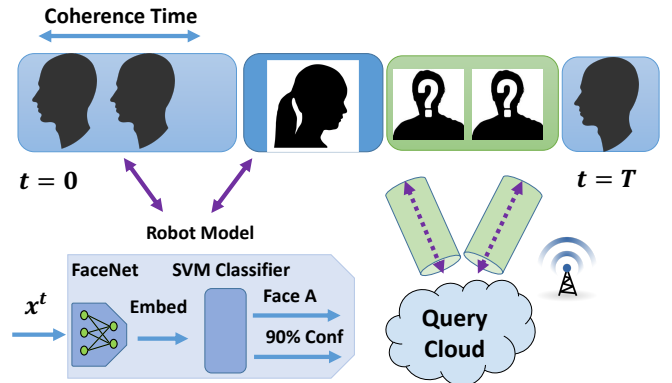 Coherence Time
? ?
t = 0
t = T
Robot Model
FaceNet SVM Classifier
x^t
Embed
Face A
90% Conf
Query
Cloud